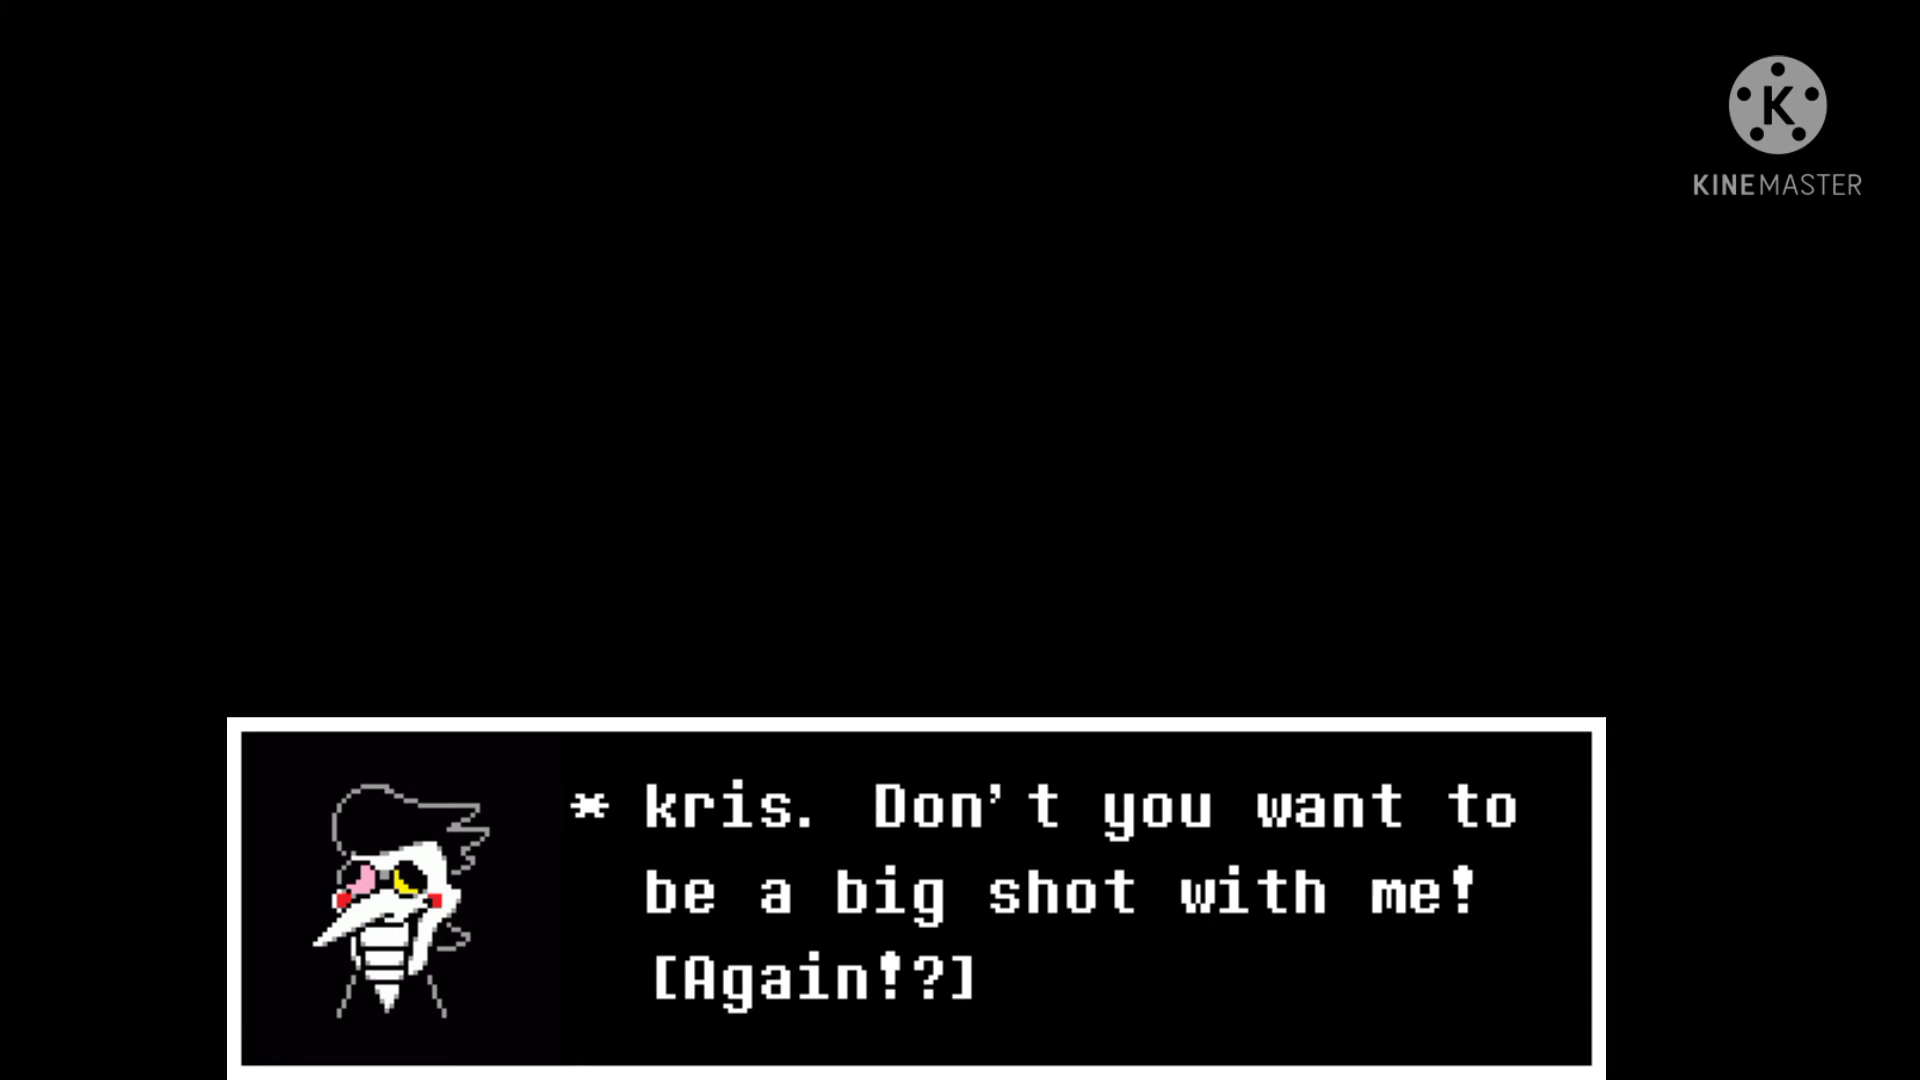 K
KINEMASTER
* kris. Don't you want to
be a big shot with me!
[Again!?]